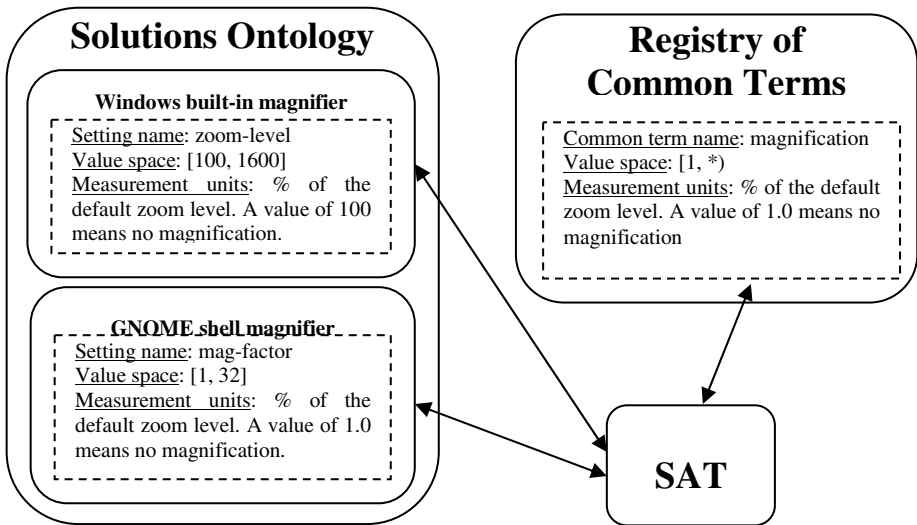 Solutions Ontology
Windows built-in magnifier
Setting name: zoom-level
Value space: [100, 1600]
Measurement units: % of the
default zoom level. A value of 100
means no magnification.
GNOME shell magnifier
Setting name: mag-factor
Value space: [1, 32]
Measurement units: % of the
default zoom level. A value of 1.0
means no magnification.
Registry of
Common Terms
Common term name: magnification
Value space: [1, *)
Measurement units: % of the default
zoom level. A value of 1.0 means no
magnification
SAT